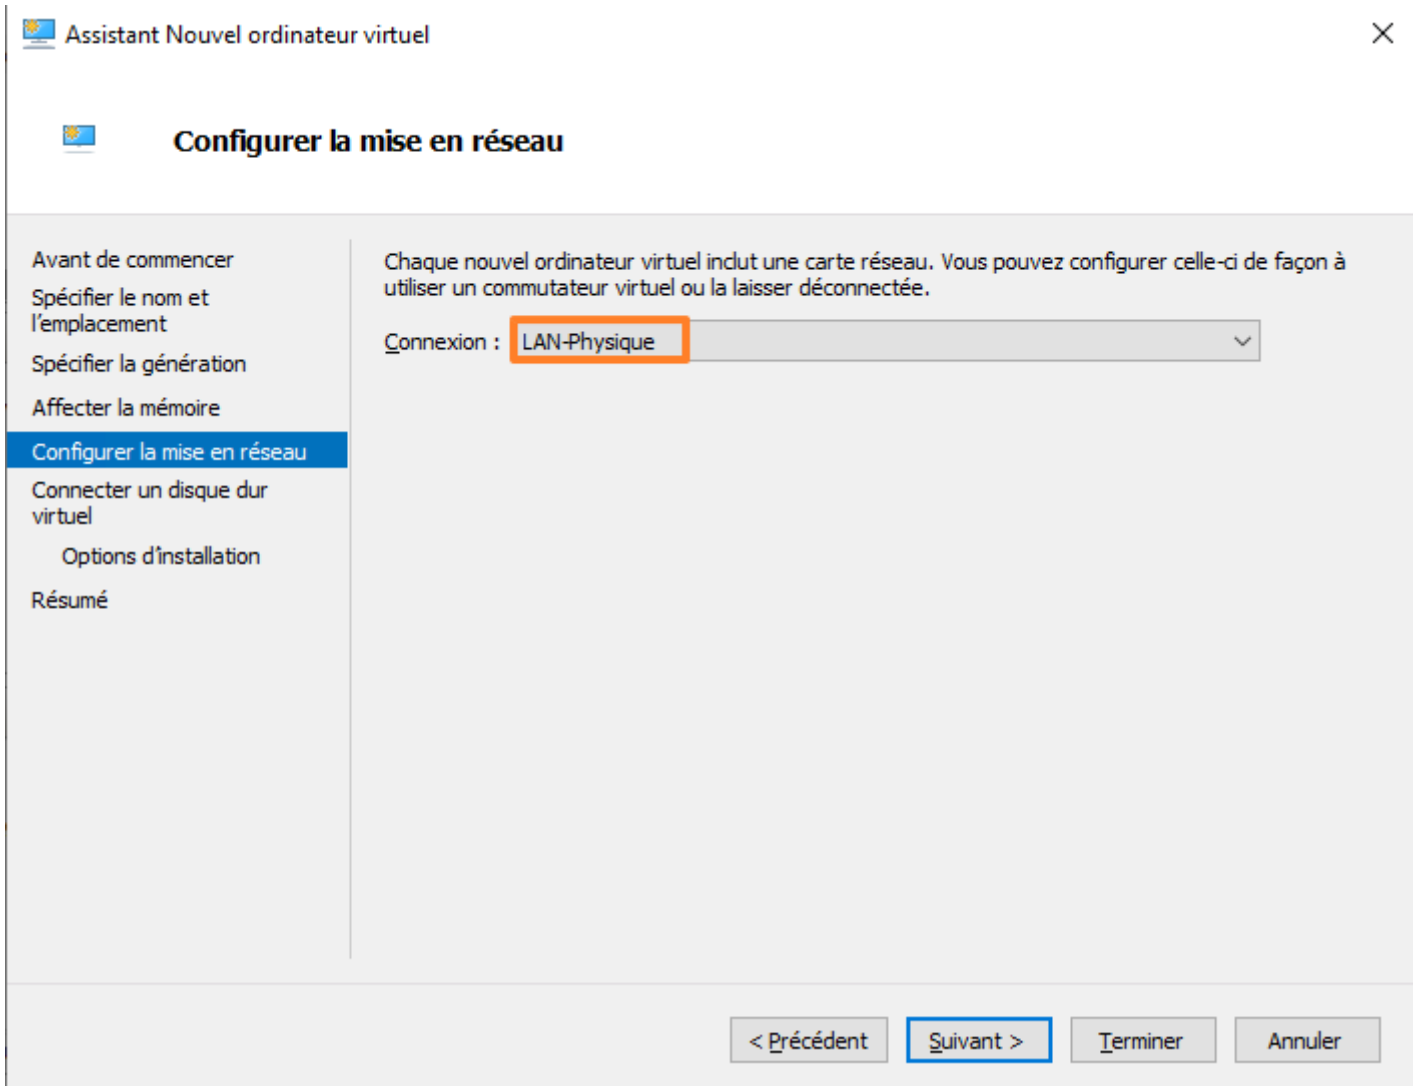 Assistant Nouvel ordinateur virtuel
Configurer la mise en réseau
Avant de commencer
Spécifier le nom et
l'emplacement
Spécifier la génération
Affecter la mémoire
Configurer la mise en réseau
Connecter un disque dur
virtuel
Options d'installation
Résumé
Chaque nouvel ordinateur virtuel inclut une carte réseau. Vous pouvez configurer celle-ci de façon à
utiliser un commutateur virtuel ou la laisser déconnectée.
Connexion : LAN-Physique
< Précédent
Suivant >
Terminer
Annuler